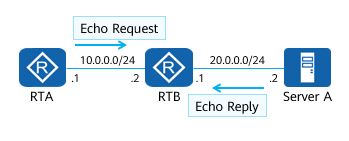 Echo Request
10.0.0.0/24
20.0.0.0/24
R
R
.1
.2
.1
.2
RTA
RTB
Server A
Echo Reply